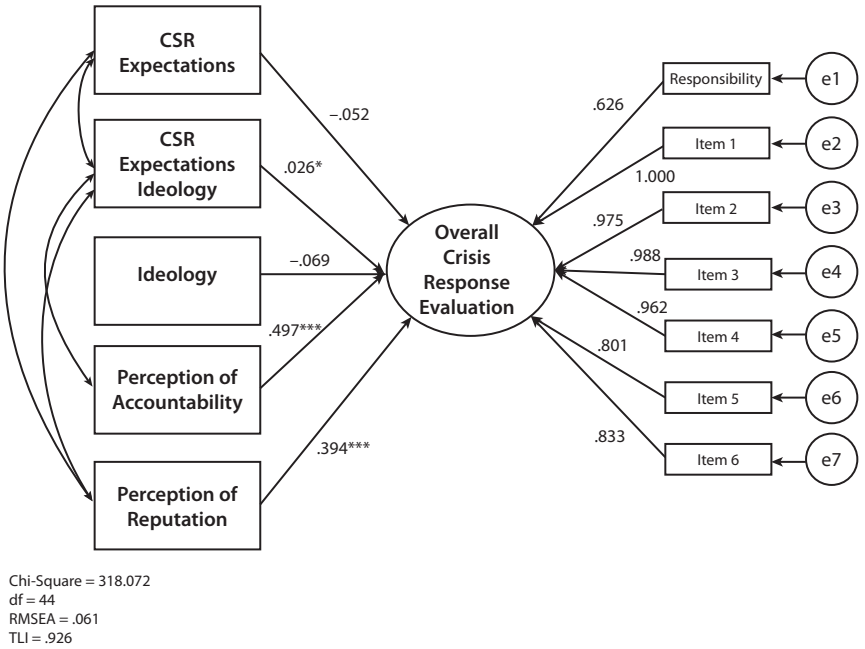 CSR
Expectations
CSR
Expectations
Ideology
Ideology
Perception of
Accountability
Perception of
Reputation
–.052
.026*
–.069
.497***
.394***
Overall
Crisis
Response
Evaluation
.626
1.000
.975
.988
.962
.801
.833
Responsibility
e1
Item 1
e2
Item 2
e3
Item 3
e4
Item 4
e5
Item 5
e6
Item 6
e7
Chi-Square = 318.072
df = 44
RMSEA = .061
TLI = .926